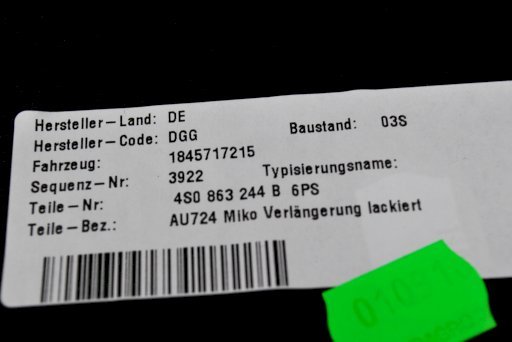 Hersteller-Land: DE
Hersteller-Code: DGG Baustand: 03S
Fahrzeug: 1845717215
Sequenz-Nr: 3922 Typisierungsname:
Teile-Nr: 4S0 863 244 B 6PS
Teile-Bez.: AU724 Miko Verlängerung lackiert